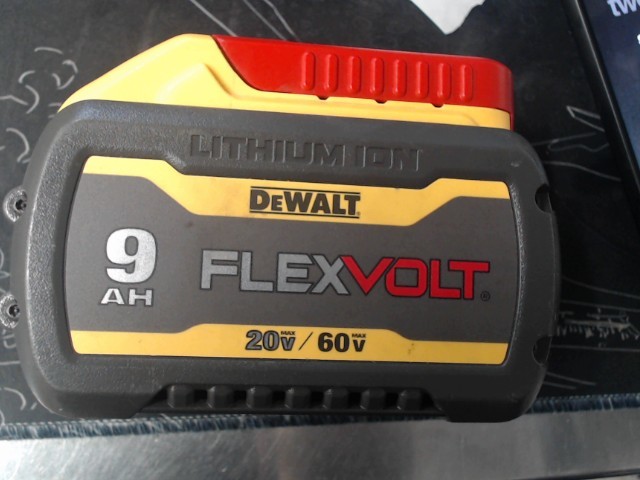 LITHIUM ION
DEWALT
9
AH
FLEXVOLT®
20V MAX / 60V MAX